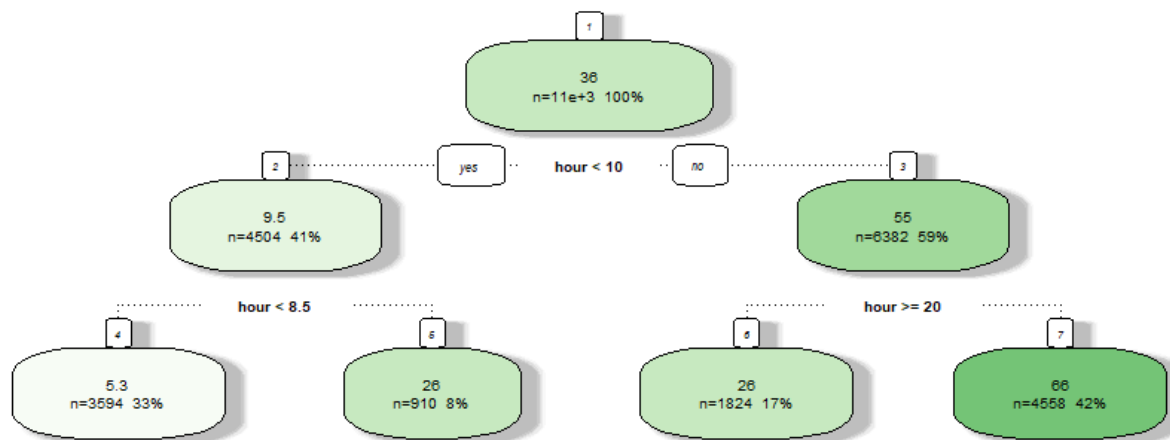 1
36
n=11e+3 100%
yes hour < 10 no
2
9.5
n=4504 41%
3
55
n=6382 59%
hour < 8.5
hour >= 20
4
5.3
n=3594 33%
5
26
n=910 8%
6
26
n=1824 17%
7
66
n=4558 42%